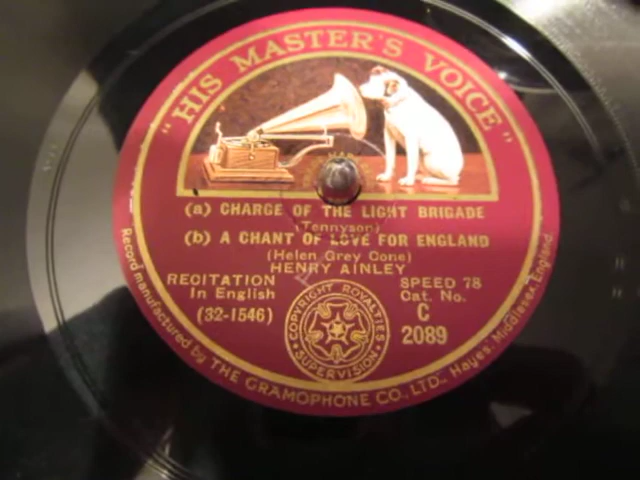 "HIS MASTER'S VOICE"
(a) CHARGE OF THE LIGHT BRIGADE
(Tennyson)
(b) A CHANT OF LOVE FOR ENGLAND
(Helen Grey Cone)
HENRY AINLEY
RECITATION
In English
(32-1546)
SPEED 78
Cat. No.
C
2089
COPYRIGHT ROYALTIES
SUPERVISION
Record manufactured by THE GRAMOPHONE CO., LTD., Hayes, Middlesex, England